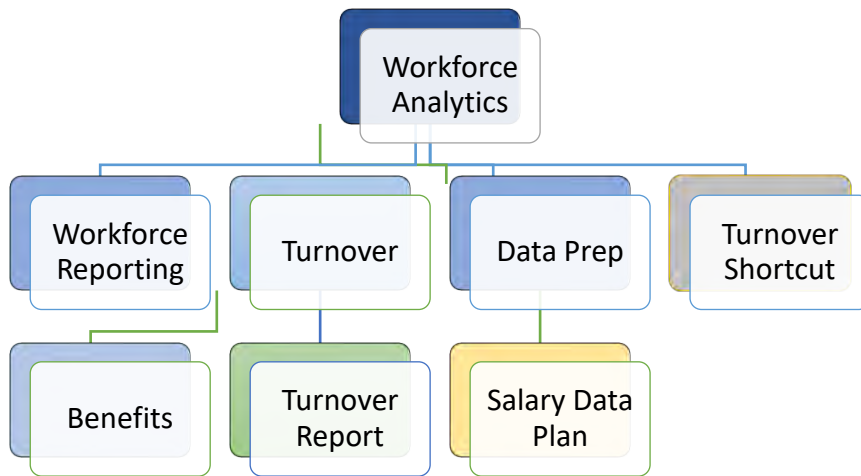 Workforce
Analytics
Workforce
Reporting
Turnover
Data Prep
Turnover
Shortcut
Benefits
Turnover
Report
Salary Data
Plan